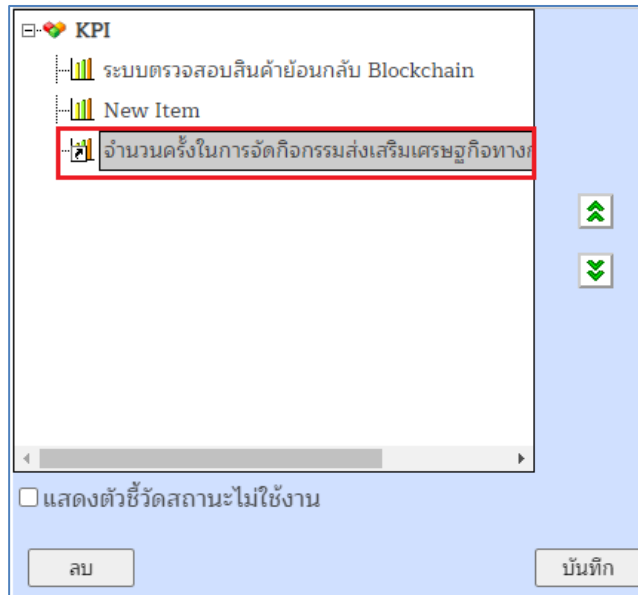 KPI
ระบบตรวจสอบสินค้าย้อนกลับ Blockchain
New Item
จำนวนครั้งในการจัดกิจกรรมส่งเสริมเศรษฐกิจทาง
แสดงตัวชี้วัดสถานะไม่ใช้งาน
ลบ
บันทึก